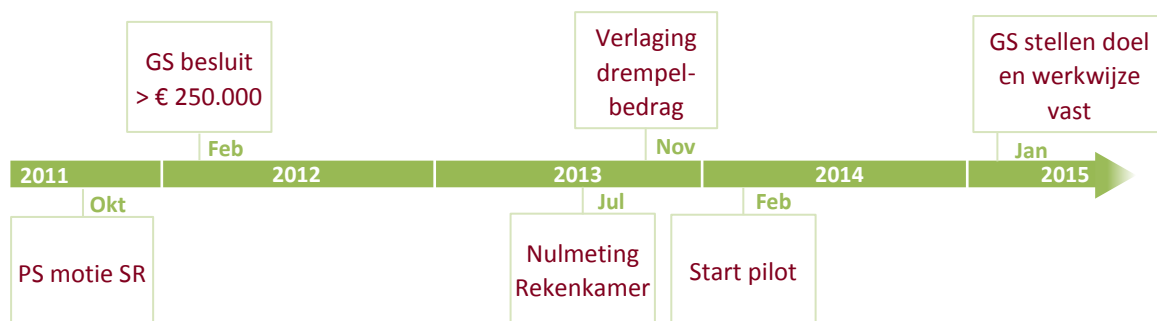 GS besluit
> € 250.000
Verlaging
drempel-
bedrag
GS stellen doel
en werkwijze
vast
Feb
Nov
Jan
2011
2012
2013
2014
2015
Okt
Jul
Feb
PS motie SR
Nulmeting
Rekenkamer
Start pilot